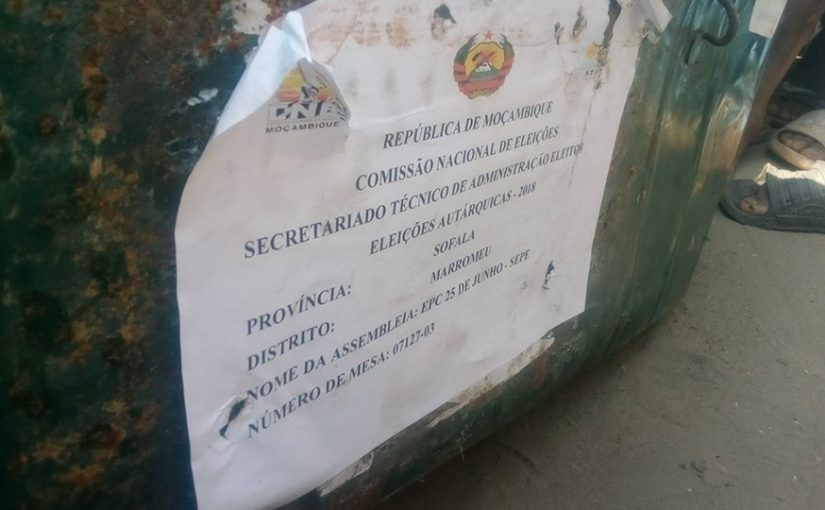 MOÇAMBIQUE
REPÚBLICA DE MOÇAMBIQUE
COMISSÃO NACIONAL DE ELEIÇÕES
SECRETARIADO TÉCNICO DE ADMINISTRAÇÃO ELEITOR
ELEIÇÕES AUTÁRQUICAS - 2018
PROVÍNCIA: SOFALA
DISTRITO: MARROMEU
NOME DA ASSEMBLEIA: EPC 25 DE JUNHO - SEPE
NÚMERO DE MESA: 07127-03